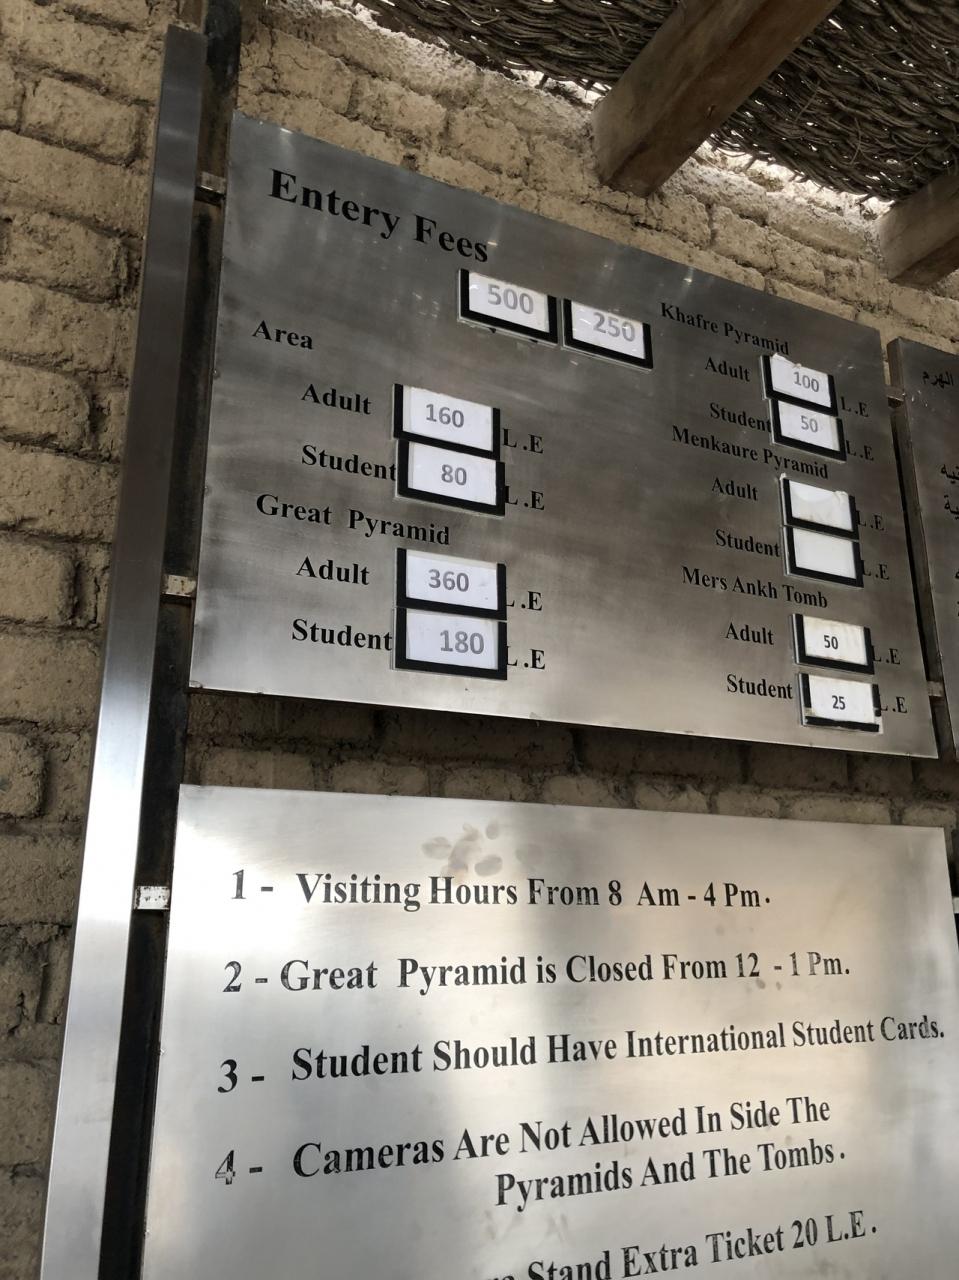 Entery Fees
500 250
Area
Adult 160 L.E
Student 80 L.E
Great Pyramid
Adult 360 L.E
Student 180 L.E
Khafre Pyramid
Adult 100 L.E
Student 50 L.E
Menkaure Pyramid
Adult L.E
Student L.E
Mers Ankh Tomb
Adult 50 L.E
Student 25 L.E
الهرم
1 - Visiting Hours From 8 Am - 4 Pm.
2 - Great Pyramid is Closed From 12 - 1 Pm.
3 - Student Should Have International Student Cards.
4 - Cameras Are Not Allowed In Side The
Pyramids And The Tombs.
Stand Extra Ticket 20 L.E.